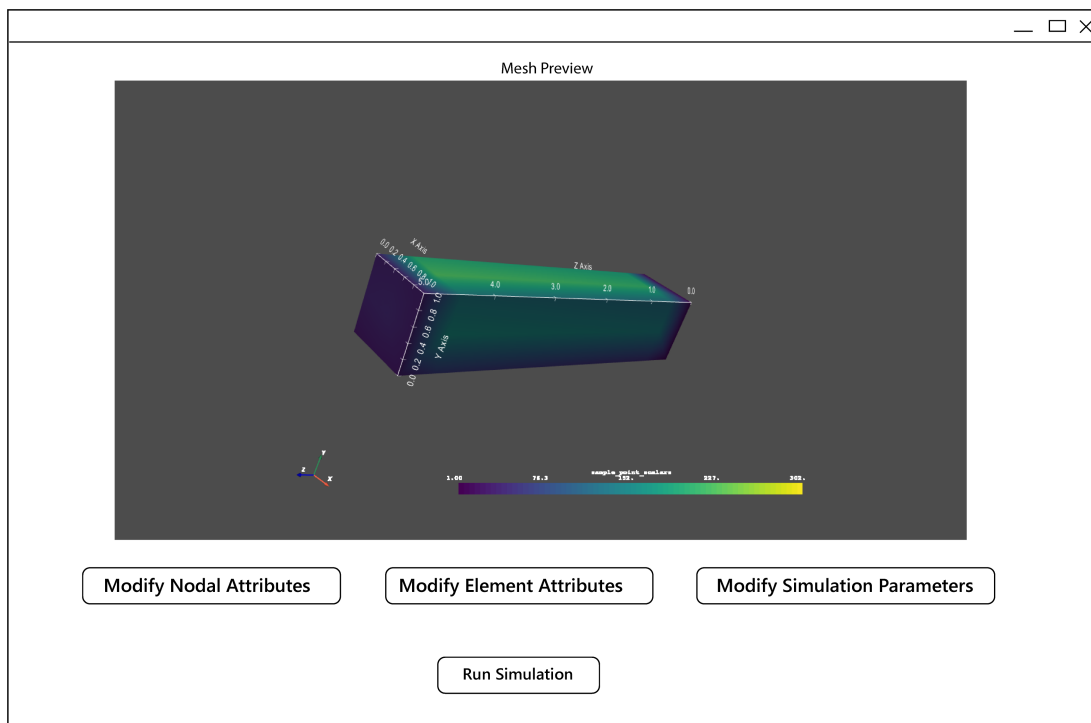 Mesh Preview
X Axis
0.0 0.2 0.4 0.6 0.8 1.0
Z Axis
5.0 4.0 3.0 2.0 1.0 0.0
1.0
0.8
0.6
0.4
0.2
0.0
Y Axis
Y
Z
X
sample_point_scalars
1.00 76.3 152. 227. 302.
Modify Nodal Attributes
Modify Element Attributes
Modify Simulation Parameters
Run Simulation